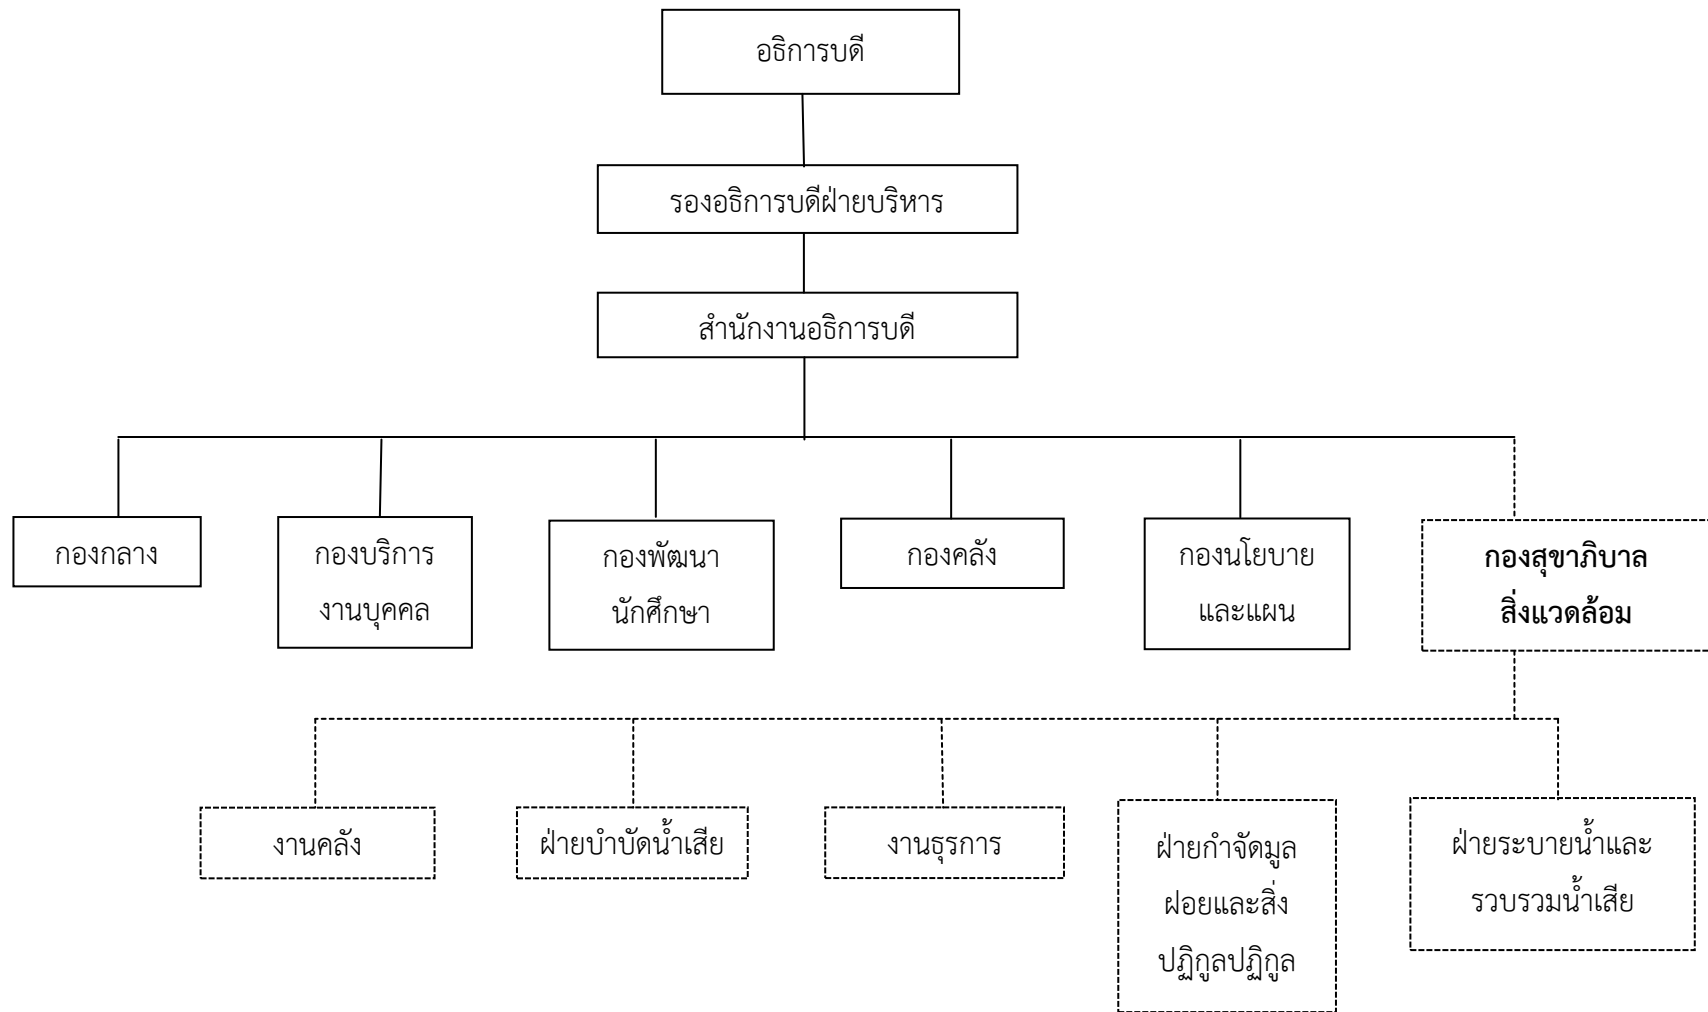 อธิการบดี
รองอธิการบดีฝ่ายบริหาร
สำนักงานอธิการบดี
กองกลาง
กองบริการ
งานบุคคล
กองพัฒนา
นักศึกษา
กองคลัง
กองนโยบาย
และแผน
กองสุขาภิบาล
สิ่งแวดล้อม
งานคลัง
ฝ่ายบำบัดน้ำเสีย
งานธุรการ
ฝ่ายกำจัดมูล
ฝอยและสิ่ง
ปฏิกูลปฏิกูล
ฝ่ายระบายน้ำและ
รวบรวมน้ำเสีย